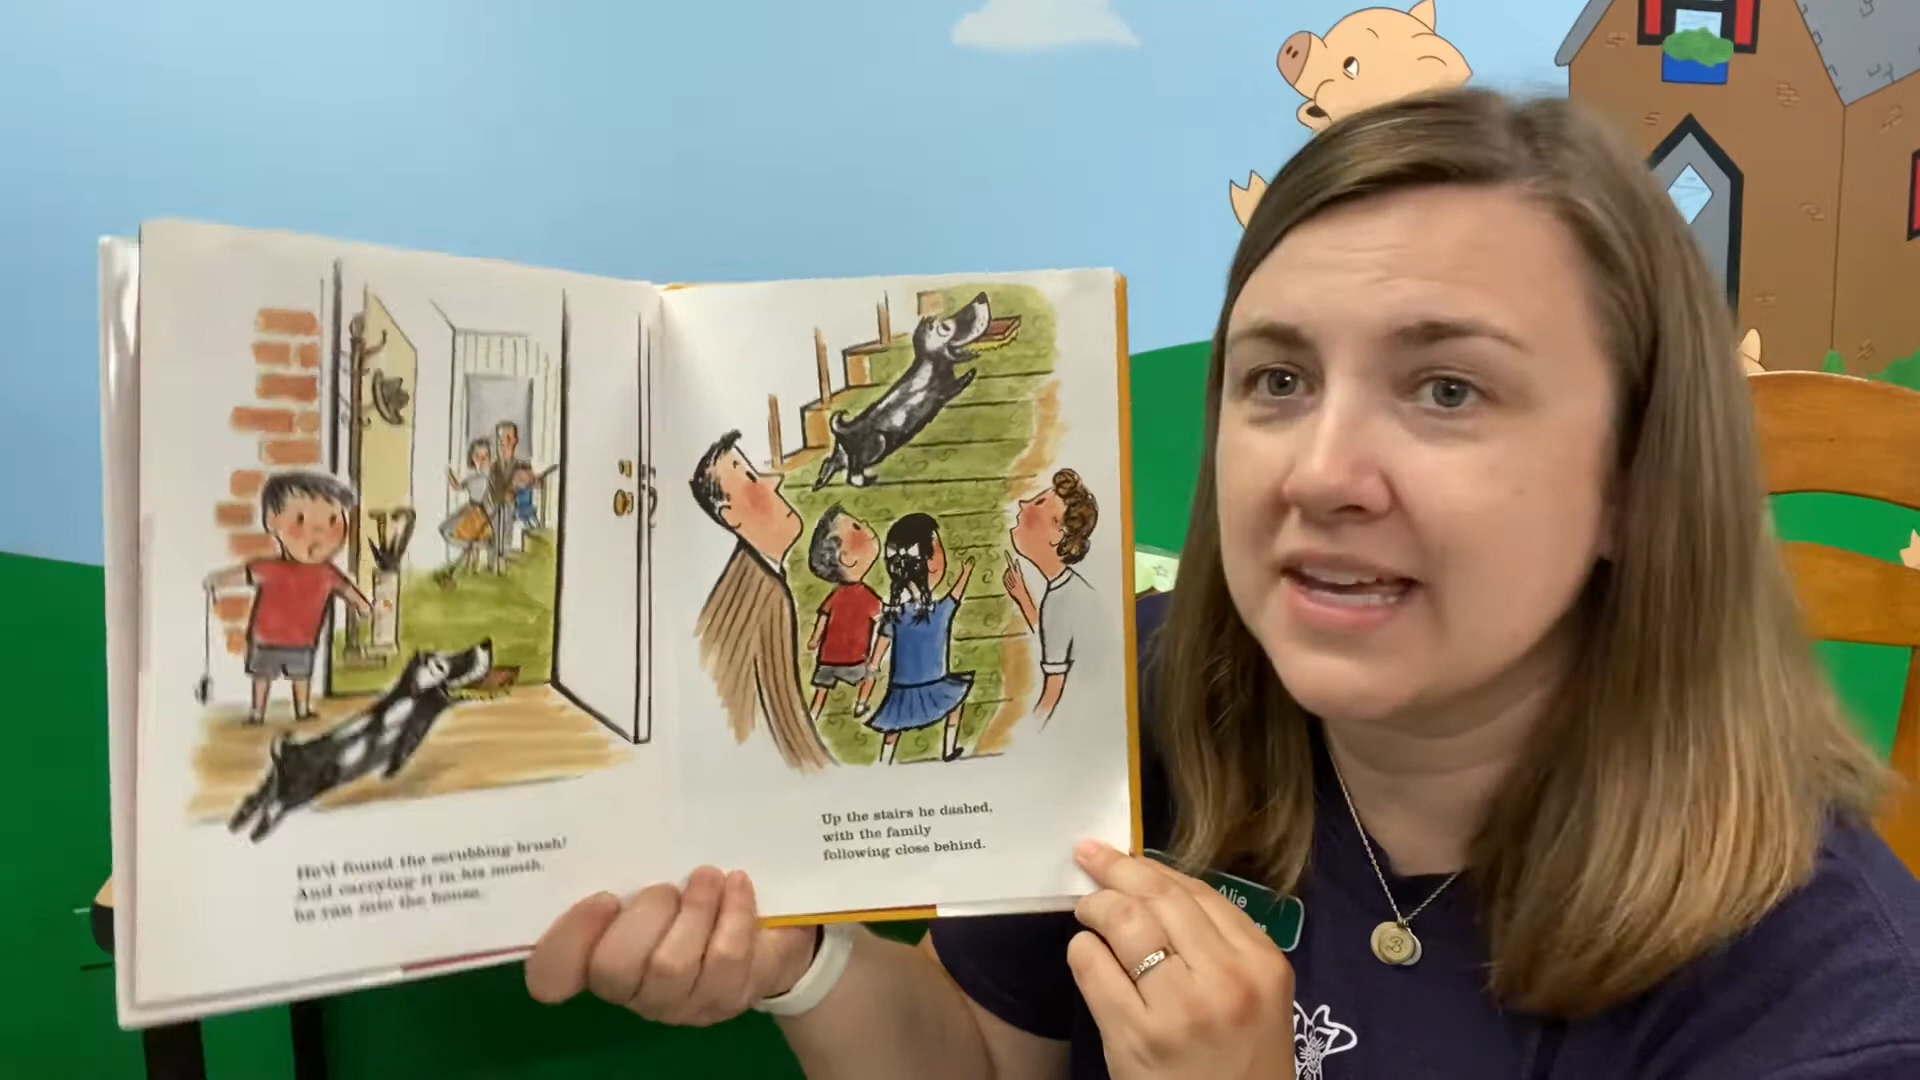 He'd found the scrubbing brush!
And carrying it in his mouth,
he ran into the house.
Up the stairs he dashed,
with the family
following close behind.
Alie
B